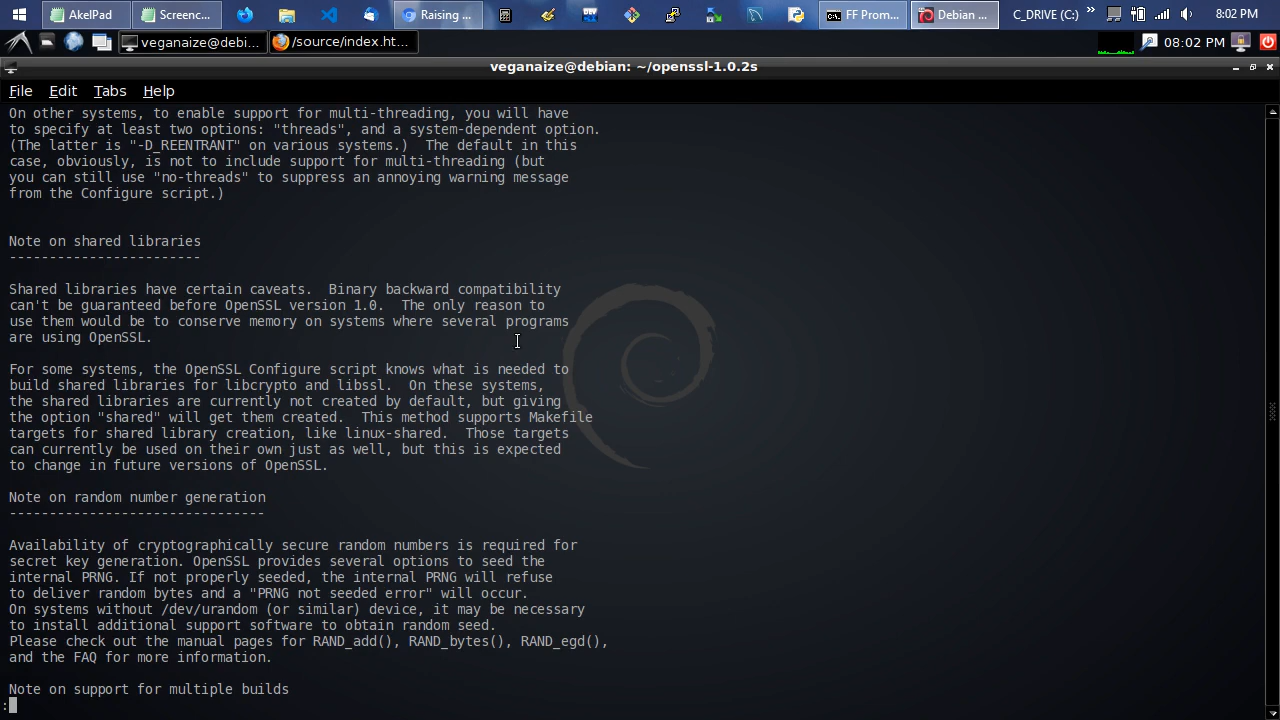 AkelPad
Screenc...
Raising ...
FF Prom...
Debian ...
C_DRIVE (C:)
8:02 PM
veganaize@debi...
/source/index.ht...
08:02 PM
veganaize@debian: ~/openssl-1.0.2s
File Edit Tabs Help
On other systems, to enable support for multi-threading, you will have
to specify at least two options: "threads", and a system-dependent option.
(The latter is "-D_REENTRANT" on various systems.)  The default in this
case, obviously, is not to include support for multi-threading (but
you can still use "no-threads" to suppress an annoying warning message
from the Configure script.)
Note on shared libraries
------------------------
Shared libraries have certain caveats.  Binary backward compatibility
can't be guaranteed before OpenSSL version 1.0.  The only reason to
use them would be to conserve memory on systems where several programs
are using OpenSSL.
For some systems, the OpenSSL Configure script knows what is needed to
build shared libraries for libcrypto and libssl.  On these systems,
the shared libraries are currently not created by default, but giving
the option "shared" will get them created.  This method supports Makefile
targets for shared library creation, like linux-shared.  Those targets
can currently be used on their own just as well, but this is expected
to change in future versions of OpenSSL.
Note on random number generation
--------------------------------
Availability of cryptographically secure random numbers is required for
secret key generation. OpenSSL provides several options to seed the
internal PRNG. If not properly seeded, the internal PRNG will refuse
to deliver random bytes and a "PRNG not seeded error" will occur.
On systems without /dev/urandom (or similar) device, it may be necessary
to install additional support software to obtain random seed.
Please check out the manual pages for RAND_add(), RAND_bytes(), RAND_egd(),
and the FAQ for more information.
Note on support for multiple builds
: